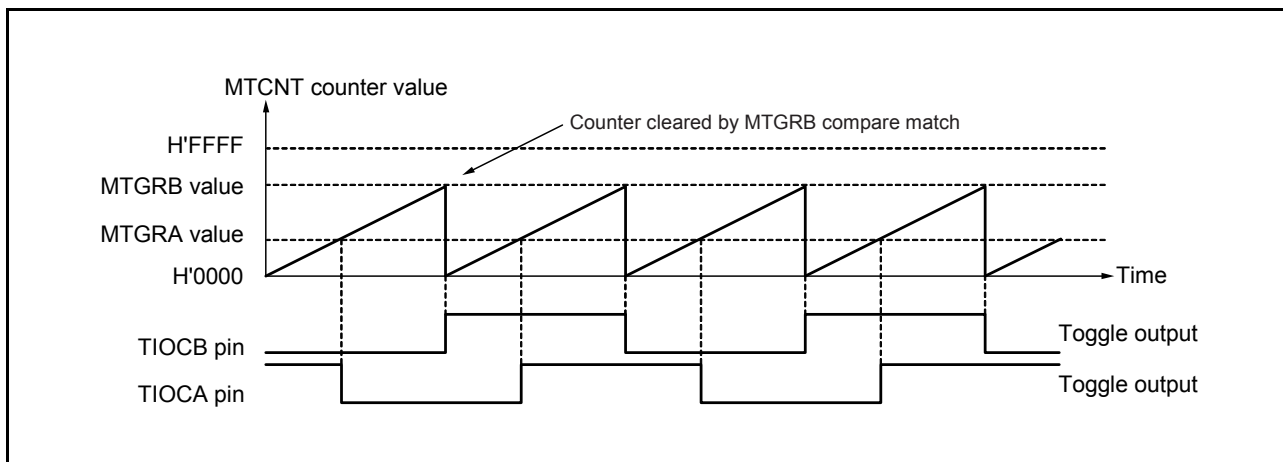 MTCNT counter value
Counter cleared by MTGRB compare match
H'FFFF
MTGRB value
MTGRA value
H'0000
Time
TIOCB pin
Toggle output
TIOCA pin
Toggle output